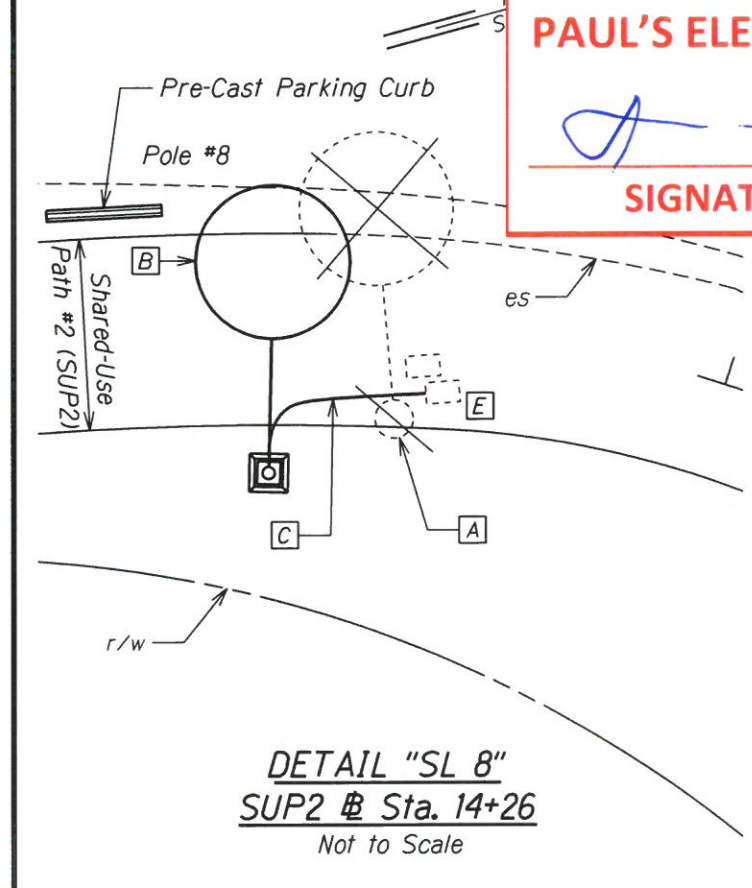 S
PAUL'S ELE
SIGNAT
Pre-Cast Parking Curb
Pole #8
B
Shared-Use
Path #2 (SUP2)
es
E
C
A
r/w
DETAIL "SL 8"
SUP2 ⅊ Sta. 14+26
Not to Scale